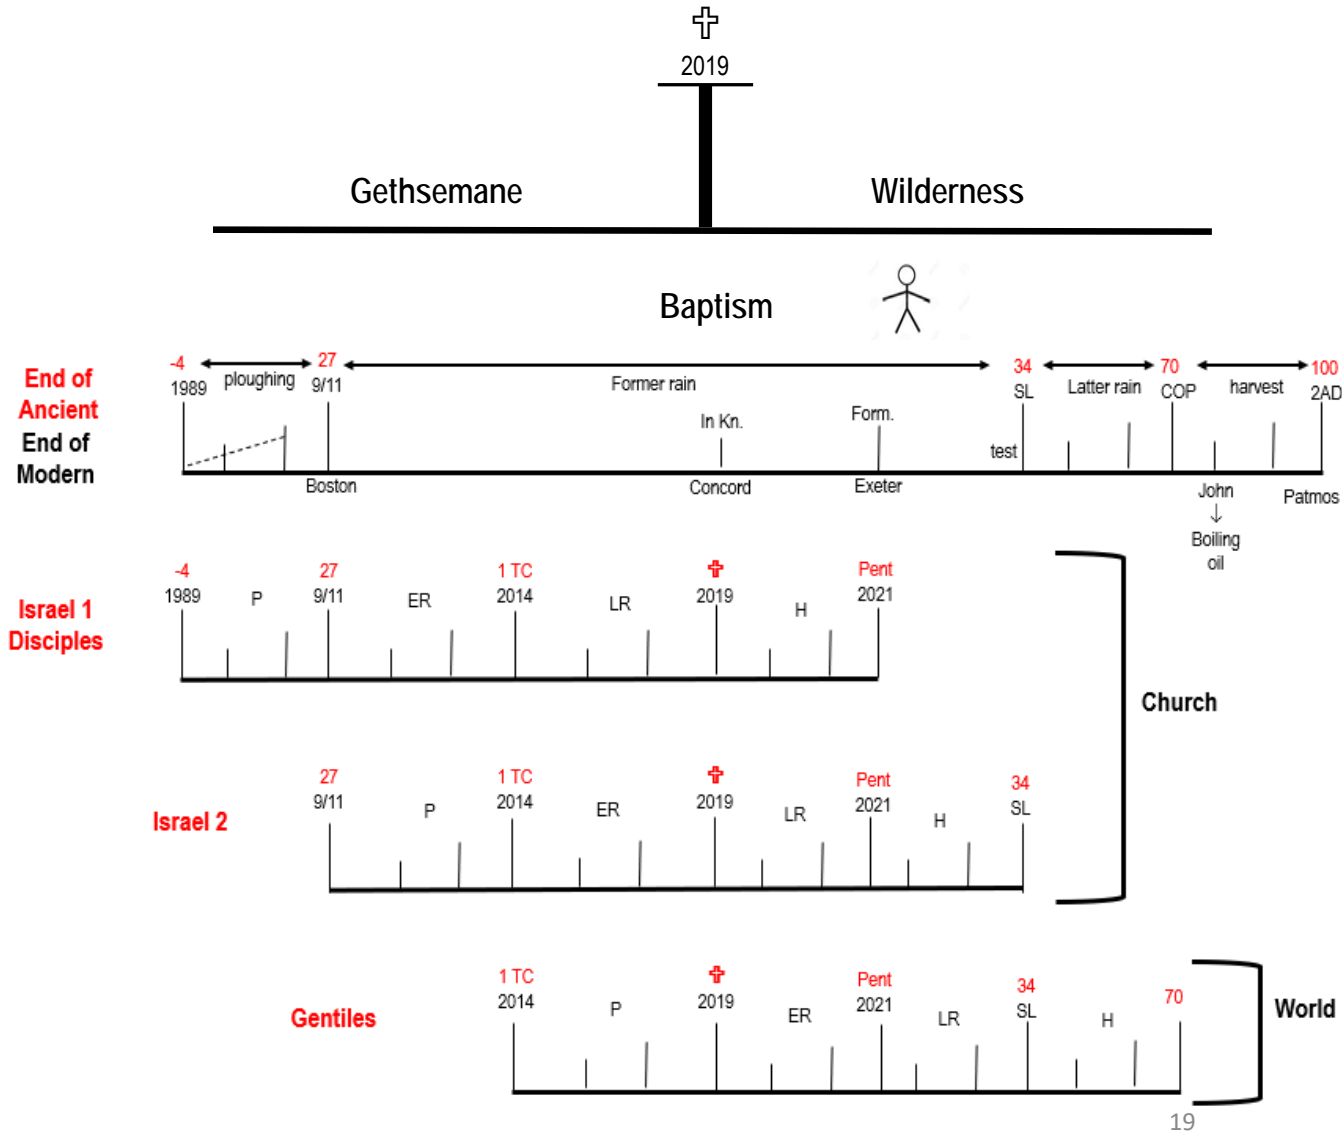 2019
Gethsemane
Wilderness
Baptism
-4
ploughing
27
34
70
100
1989
9/11
Former rain
SL
Latter rain
COP
harvest
2AD
End of
Ancient
End of
Modern
In Kn.
Form.
test
Boston
Concord
Exeter
John
Patmos
↓
Boiling
oil
-4
27
1 TC
Pent
1989
P
9/11
ER
2014
LR
2019
H
2021
Israel 1
Disciples
Church
27
1 TC
Pent
34
9/11
P
2014
ER
2019
LR
2021
H
SL
Israel 2
1 TC
Pent
34
70
2014
P
2019
ER
2021
LR
SL
H
Gentiles
World
19